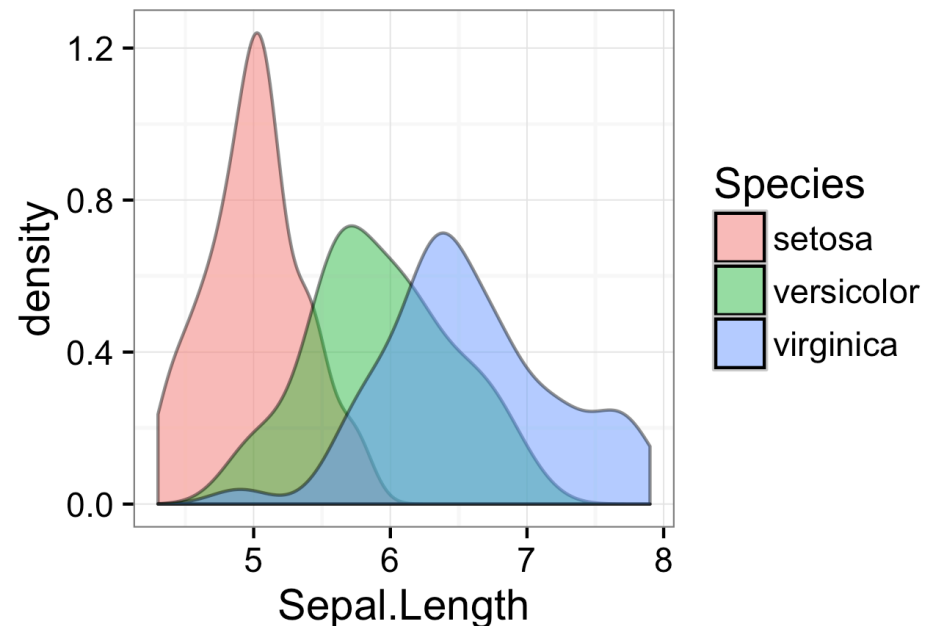 1.2
0.8
0.4
0.0
density
5 6 7 8
Sepal.Length
Species
setosa
versicolor
virginica